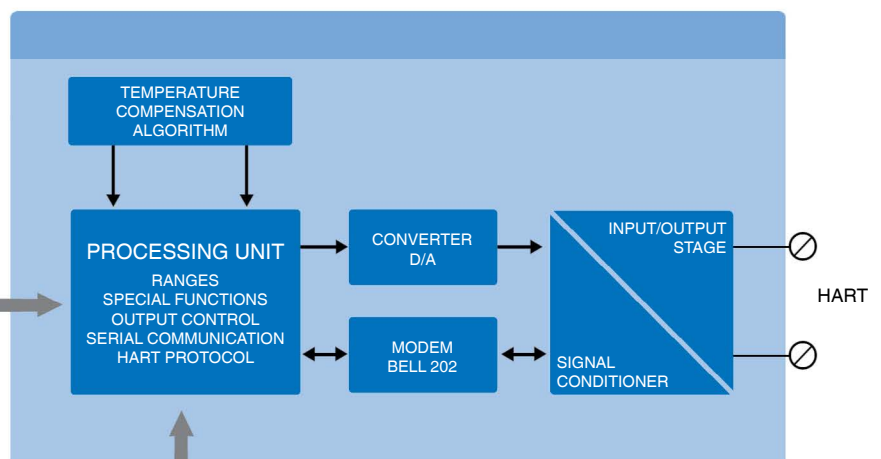 TEMPERATURE
COMPENSATION
ALGORITHM
PROCESSING UNIT
RANGES
SPECIAL FUNCTIONS
OUTPUT CONTROL
SERIAL COMMUNICATION
HART PROTOCOL
CONVERTER
D/A
MODEM
BELL 202
INPUT/OUTPUT
STAGE
SIGNAL
CONDITIONER
HART